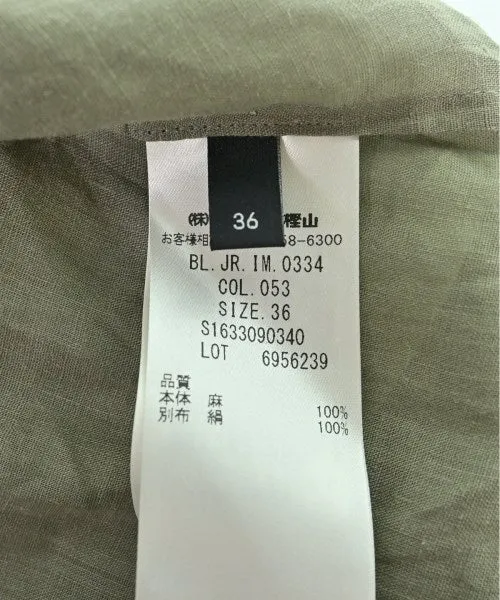 36
(株) 樫山
お客様相 58-6300
BL.JR.IM.0334
COL.053
SIZE.36
S1633090340
LOT 6956239
品質
本体 麻 100%
別布 絹 100%